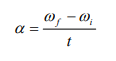 α = (ω_f − ω_i) / t